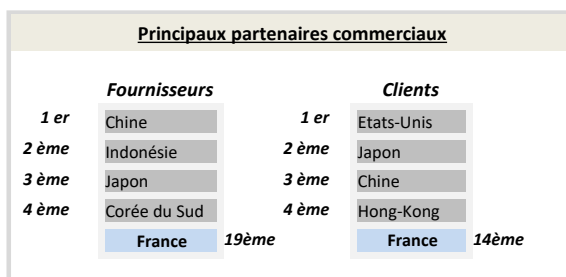 Principaux partenaires commerciaux
Fournisseurs Clients
1 er Chine 1 er Etats-Unis
2 ème Indonésie 2 ème Japon
3 ème Japon 3 ème Chine
4 ème Corée du Sud 4 ème Hong-Kong
France 19ème France 14ème